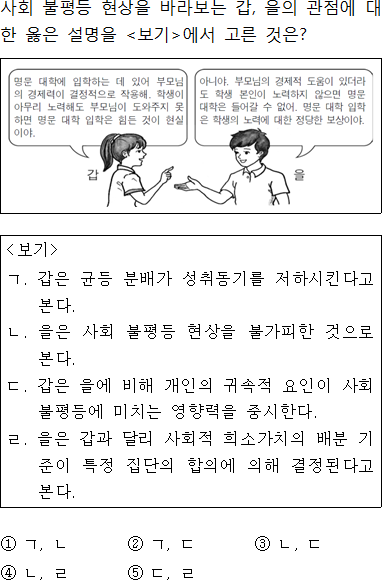 사회 불평등 현상을 바라보는 갑, 을의 관점에 대
한 옳은 설명을 <보기>에서 고른 것은?
명문 대학에 입학하는 데 있어 부모님
의 경제력이 결정적으로 작용해. 학생이
아무리 노력해도 부모님이 도와주지 못
하면 명문 대학 입학은 힘든 것이 현실
이야.
아니야. 부모님의 경제적 도움이 있더라
도 학생 본인이 노력하지 않으면 명문
대학은 들어갈 수 없어. 명문 대학 입학
은 학생의 노력에 대한 정당한 보상이야.
갑
을
<보기>
ㄱ. 갑은 균등 분배가 성취동기를 저하시킨다고
본다.
ㄴ. 을은 사회 불평등 현상을 불가피한 것으로
본다.
ㄷ. 갑은 을에 비해 개인의 귀속적 요인이 사회
불평등에 미치는 영향력을 중시한다.
ㄹ. 을은 갑과 달리 사회적 희소가치의 배분 기
준이 특정 집단의 합의에 의해 결정된다고
본다.
① ㄱ, ㄴ ② ㄱ, ㄷ ③ ㄴ, ㄷ
④ ㄴ, ㄹ ⑤ ㄷ, ㄹ